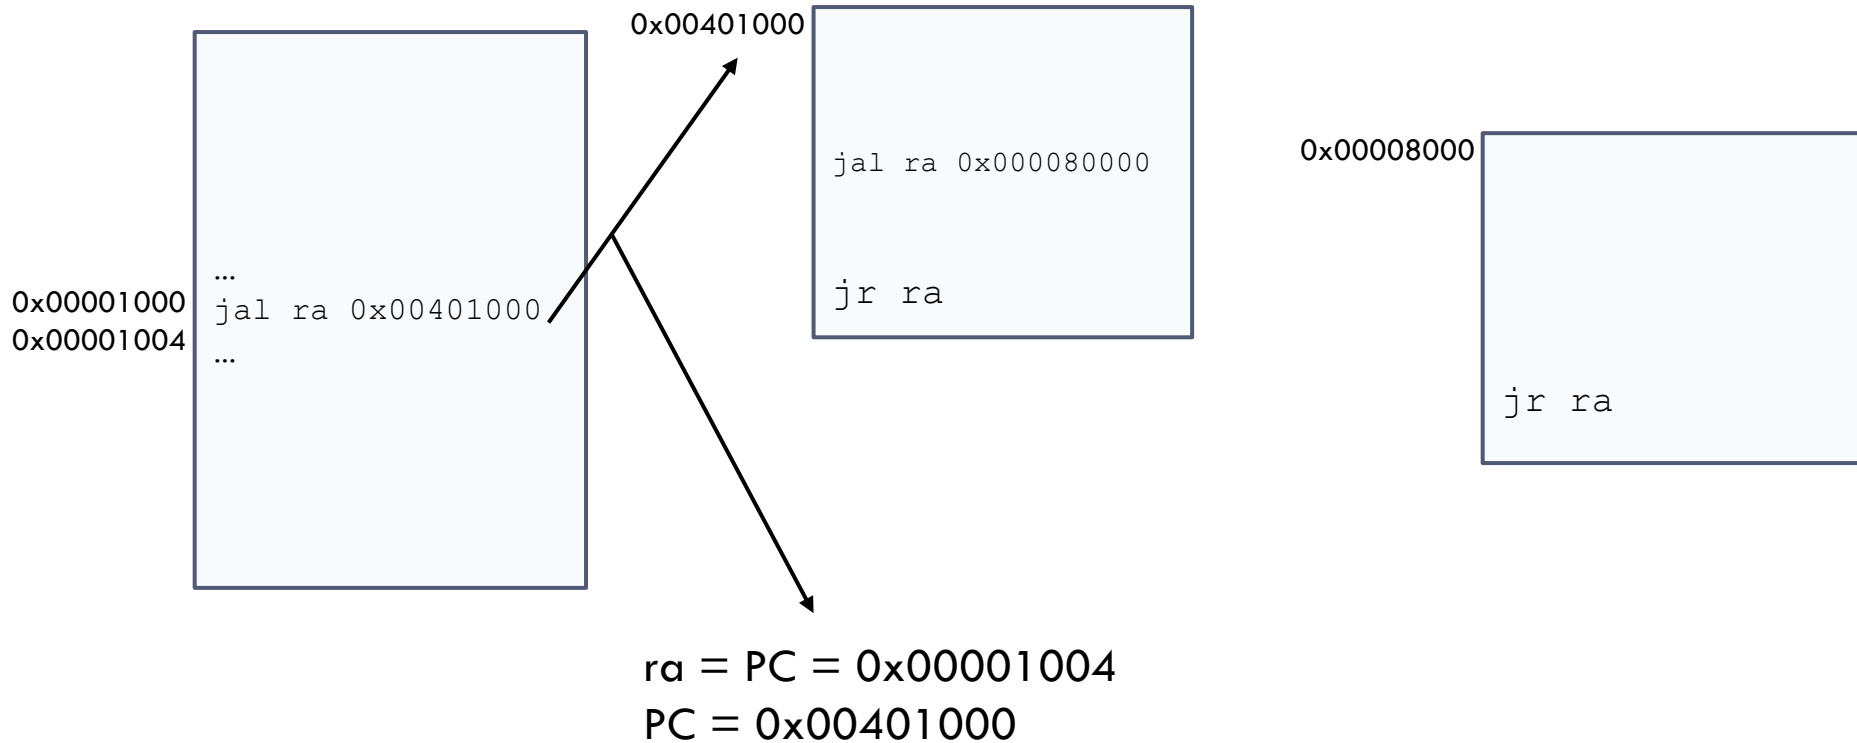 0x00001000
0x00001004
...
jal ra 0x00401000
...
0x00401000
jal ra 0x000080000
jr ra
0x00008000
jr ra
ra = PC = 0x00001004
PC = 0x00401000